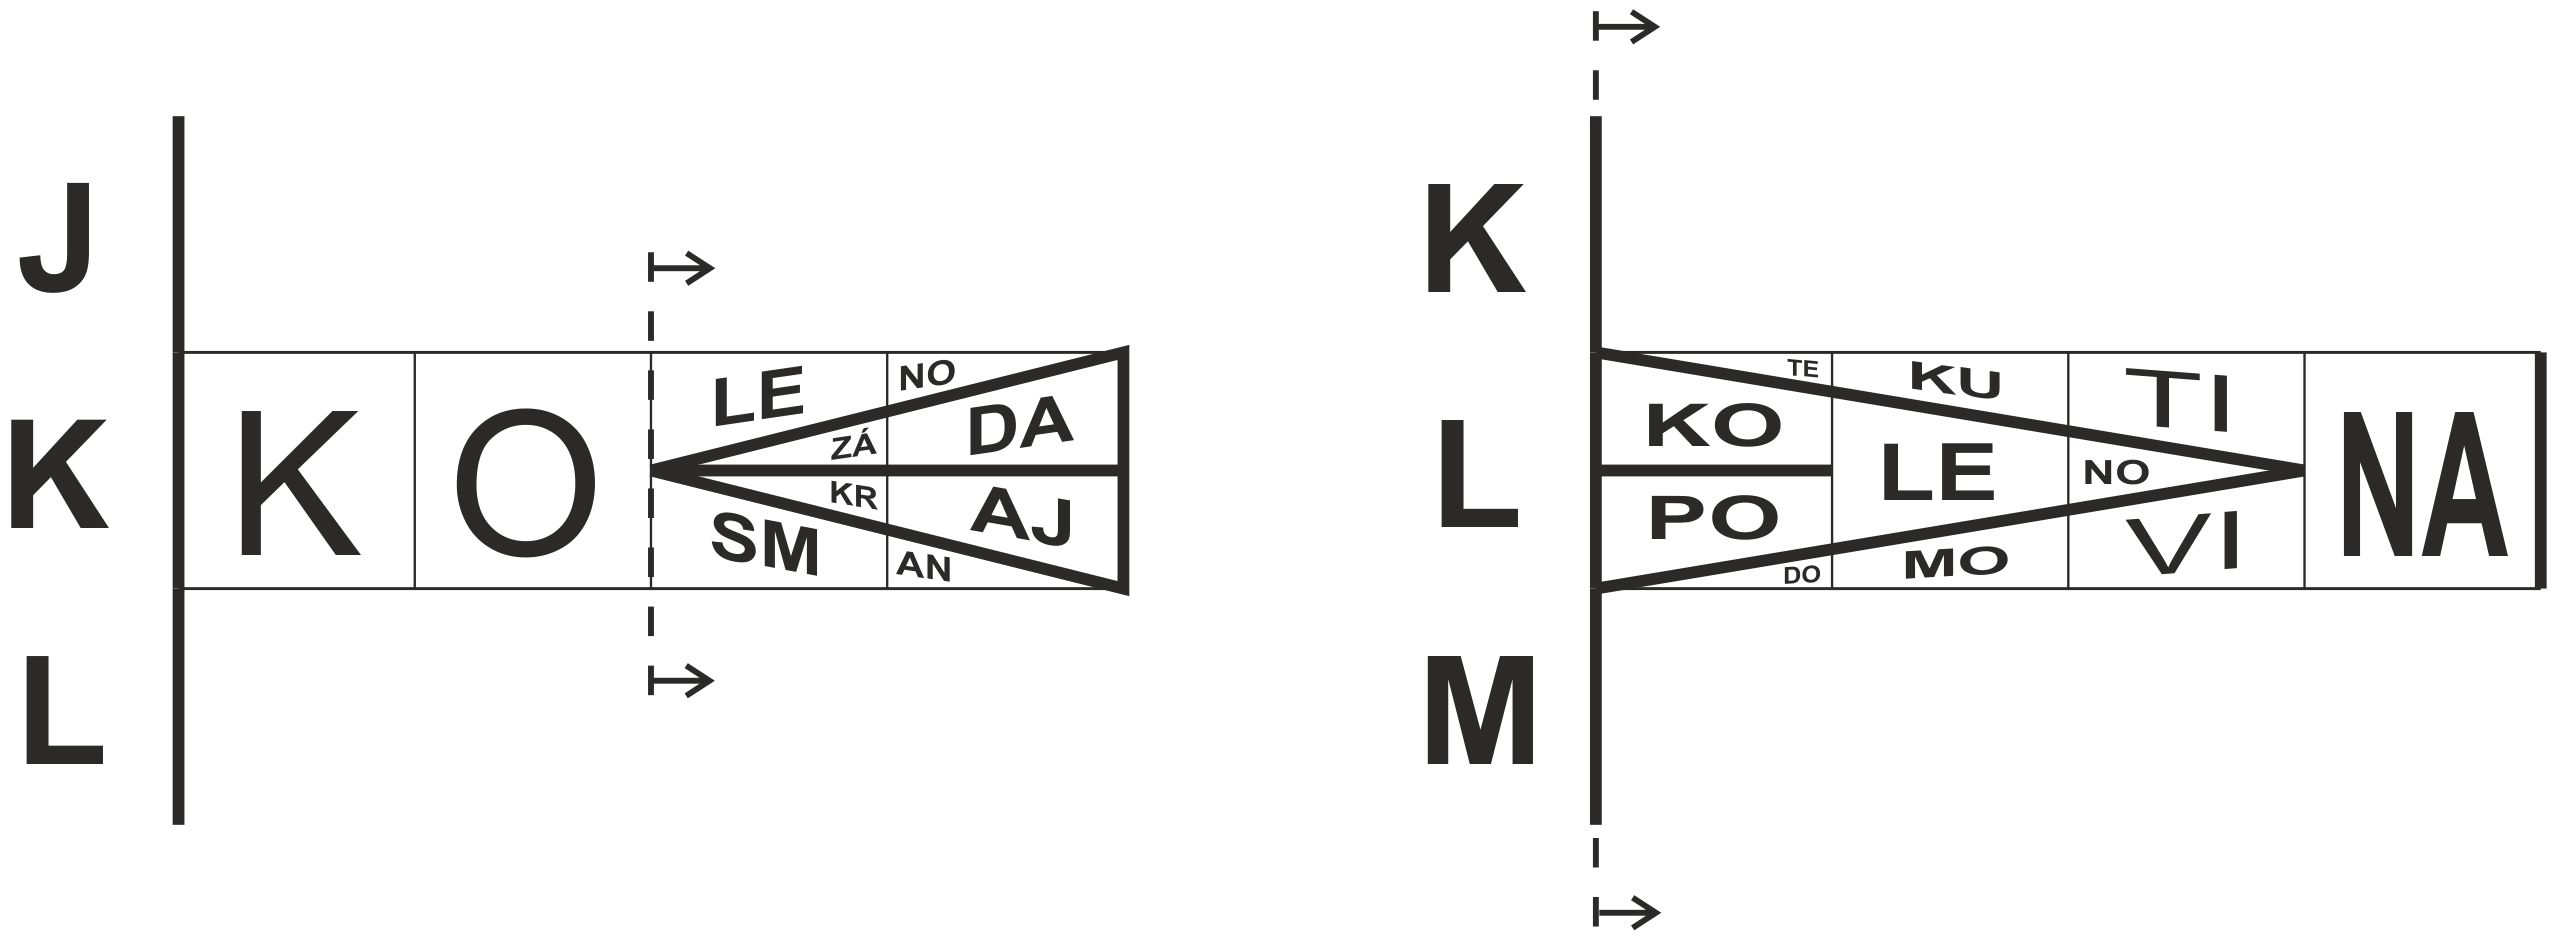 J
K
L
K O
LE NO
ZÁ DA
KR AJ
SM AN
K
L
M
TE KU TI
KO
LE NO NA
PO
DO MO VI